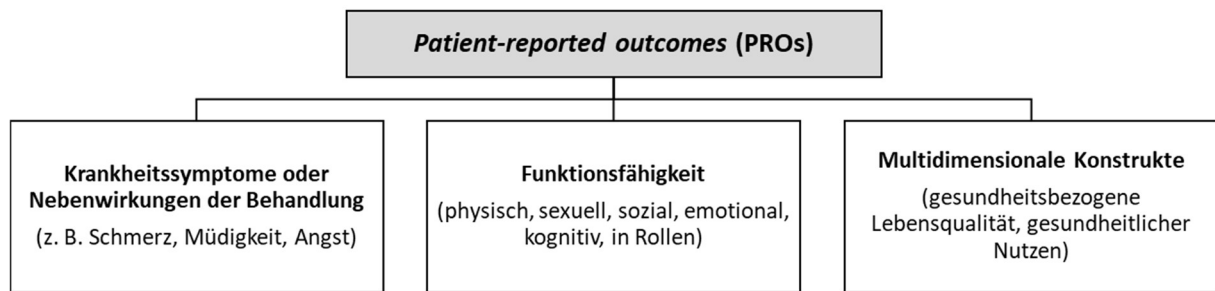 Patient-reported outcomes (PROs)
Krankheitssymptome oder
Nebenwirkungen der Behandlung
(z. B. Schmerz, Müdigkeit, Angst)
Funktionsfähigkeit
(physisch, sexuell, sozial, emotional,
kognitiv, in Rollen)
Multidimensionale Konstrukte
(gesundheitsbezogene
Lebensqualität, gesundheitlicher
Nutzen)